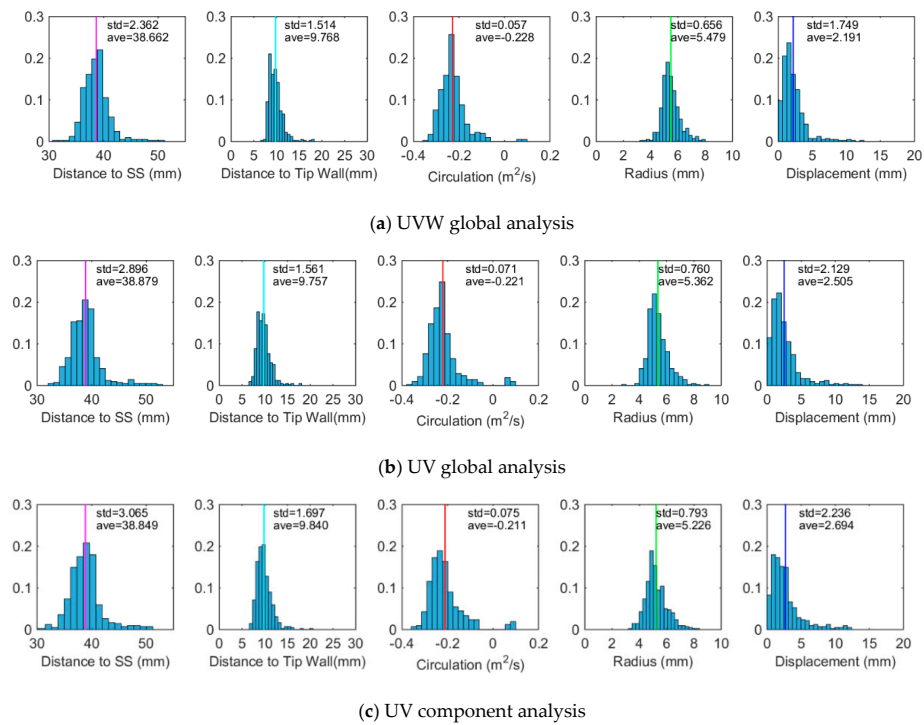 0.3
0.2
0.1
0
std=2.362
ave=38.662
30 40 50
Distance to SS (mm)
0.3
0.2
0.1
0
std=1.514
ave=9.768
0 10 20 30
Distance to Tip Wall(mm)
0.3
0.2
0.1
0
std=0.057
ave=-0.228
-0.4 -0.2 0 0.2
Circulation (m²/s)
0.3
0.2
0.1
0
std=0.656
ave=5.479
0 2 4 6 8 10
Radius (mm)
0.3
0.2
0.1
0
std=1.749
ave=2.191
0 5 10 15 20
Displacement (mm)
(a) UVW global analysis
0.3
0.2
0.1
0
std=2.896
ave=38.879
30 40 50
Distance to SS (mm)
0.3
0.2
0.1
0
std=1.561
ave=9.757
0 10 20 30
Distance to Tip Wall(mm)
0.3
0.2
0.1
0
std=0.071
ave=-0.221
-0.4 -0.2 0 0.2
Circulation (m²/s)
0.3
0.2
0.1
0
std=0.760
ave=5.362
0 2 4 6 8 10
Radius (mm)
0.3
0.2
0.1
0
std=2.129
ave=2.505
0 5 10 15 20
Displacement (mm)
(b) UV global analysis
0.3
0.2
0.1
0
std=3.065
ave=38.849
30 40 50
Distance to SS (mm)
0.3
0.2
0.1
0
std=1.697
ave=9.840
0 10 20 30
Distance to Tip Wall(mm)
0.3
0.2
0.1
0
std=0.075
ave=-0.211
-0.4 -0.2 0 0.2
Circulation (m²/s)
0.3
0.2
0.1
0
std=0.793
ave=5.226
0 2 4 6 8 10
Radius (mm)
0.3
0.2
0.1
0
std=2.236
ave=2.694
0 5 10 15 20
Displacement (mm)
(c) UV component analysis